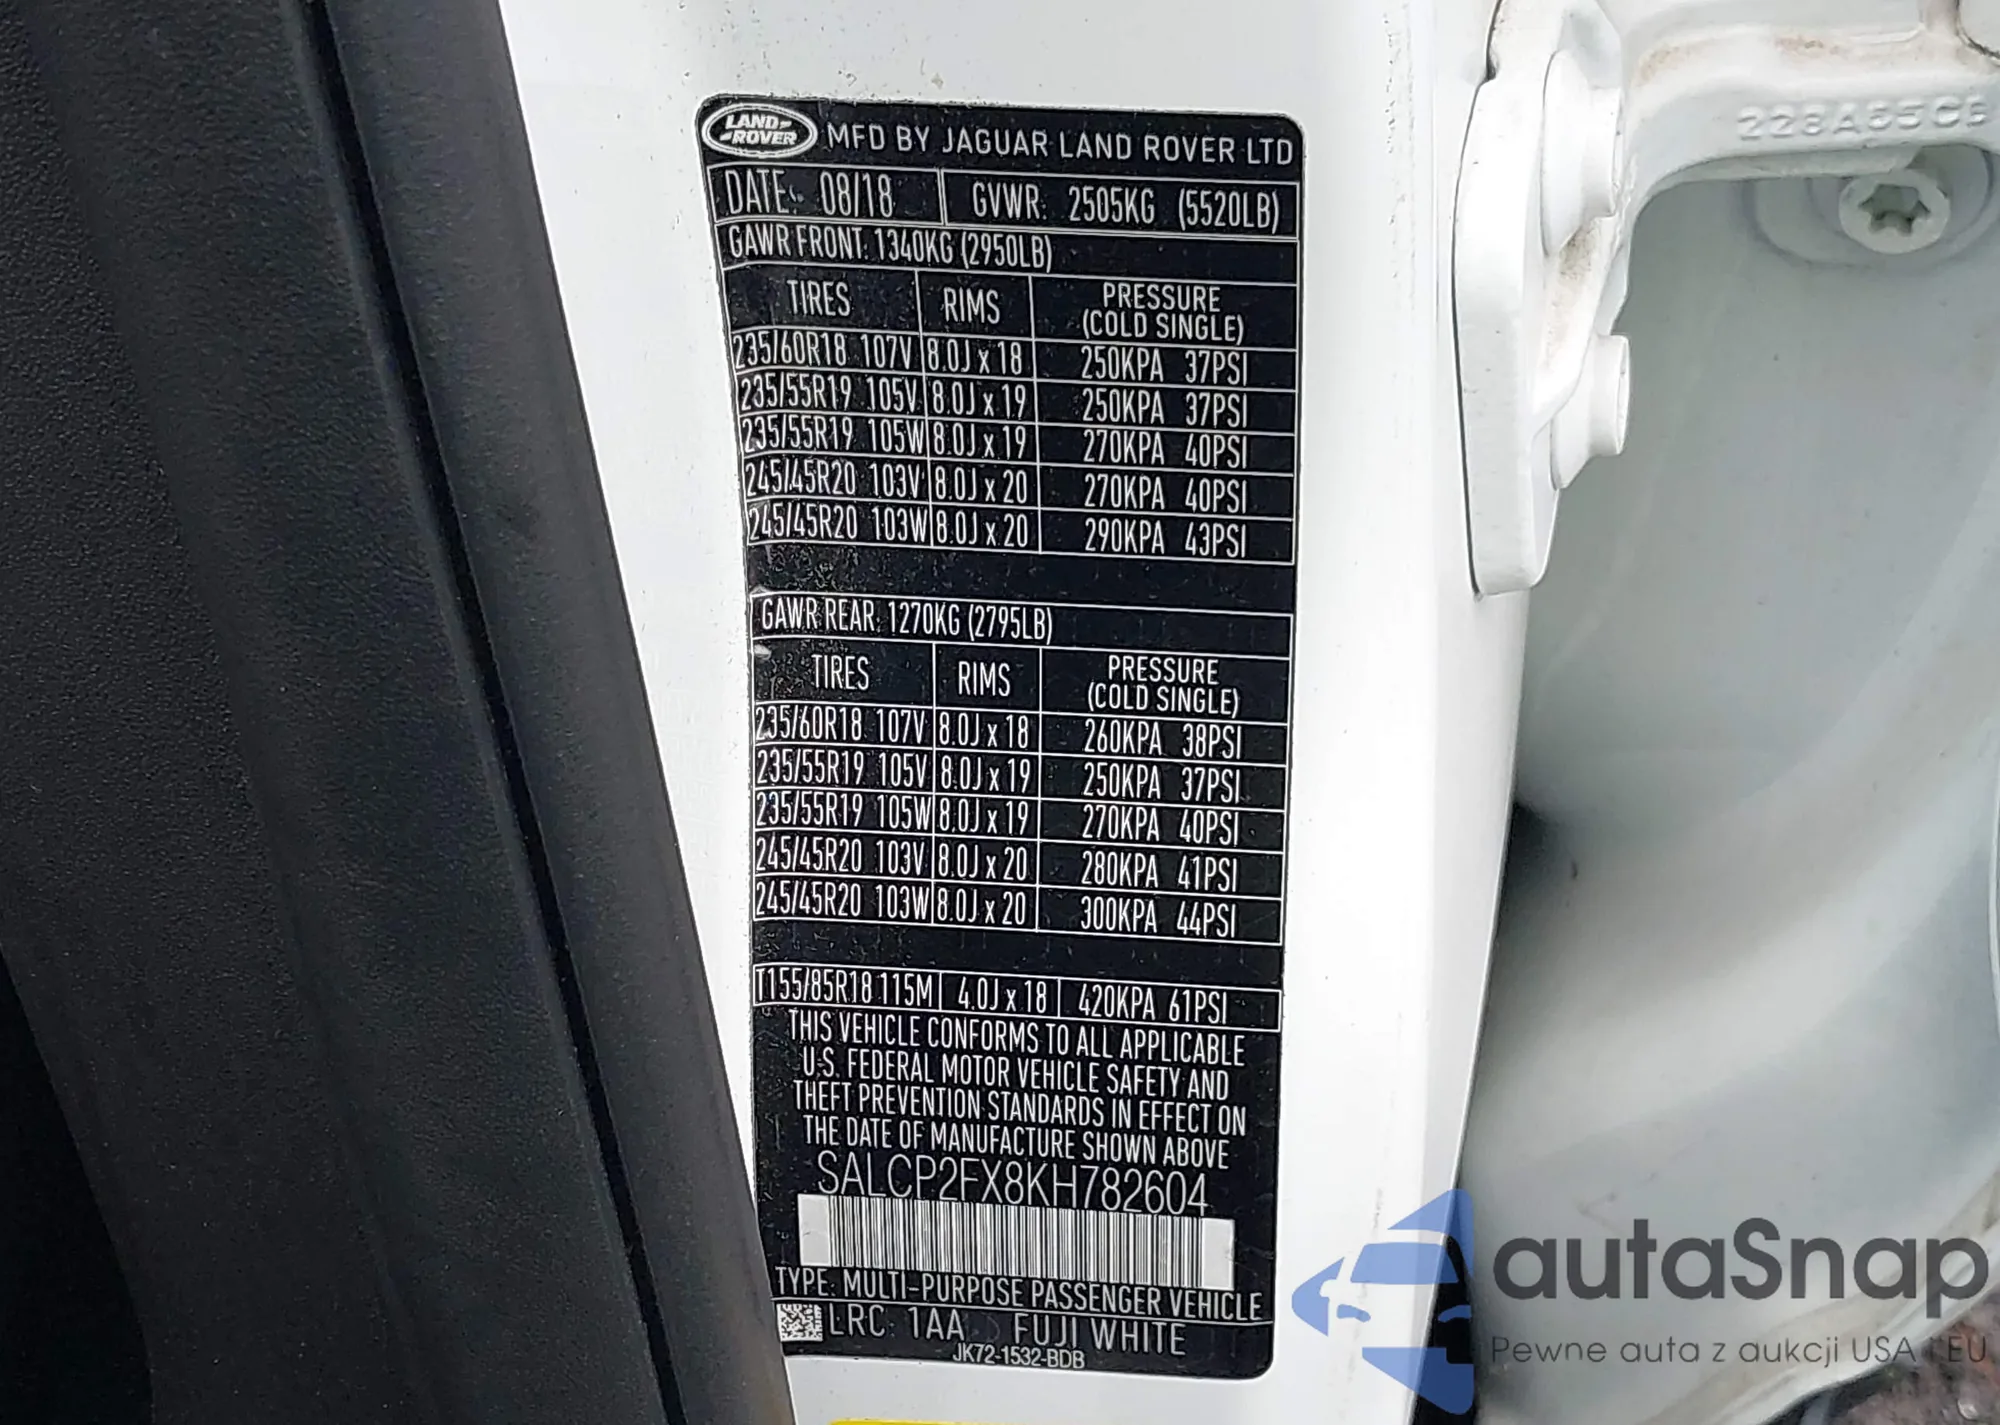 LAND-
-ROVER
MFD BY JAGUAR LAND ROVER LTD
DATE: 08/18 GVWR: 2505KG (5520LB)
GAWR FRONT: 1340KG (2950LB)
TIRES RIMS PRESSURE
(COLD SINGLE)
235/60R18 107V 8.0J x 18 250KPA 37PSI
235/55R19 105V 8.0J x 19 250KPA 37PSI
235/55R19 105W 8.0J x 19 270KPA 40PSI
245/45R20 103V 8.0J x 20 270KPA 40PSI
245/45R20 103W 8.0J x 20 290KPA 43PSI
GAWR REAR: 1270KG (2795LB)
TIRES RIMS PRESSURE
(COLD SINGLE)
235/60R18 107V 8.0J x 18 260KPA 38PSI
235/55R19 105V 8.0J x 19 250KPA 37PSI
235/55R19 105W 8.0J x 19 270KPA 40PSI
245/45R20 103V 8.0J x 20 280KPA 41PSI
245/45R20 103W 8.0J x 20 300KPA 44PSI
T155/85R18 115M 4.0J x 18 420KPA 61PSI
THIS VEHICLE CONFORMS TO ALL APPLICABLE
U.S. FEDERAL MOTOR VEHICLE SAFETY AND
THEFT PREVENTION STANDARDS IN EFFECT ON
THE DATE OF MANUFACTURE SHOWN ABOVE
SALCP2FX8KH782604
TYPE: MULTI-PURPOSE PASSENGER VEHICLE
LRC: 1AA FUJI WHITE
JK72-1532-BDB
autaSnap
Pewne auta z aukcji USA i EU